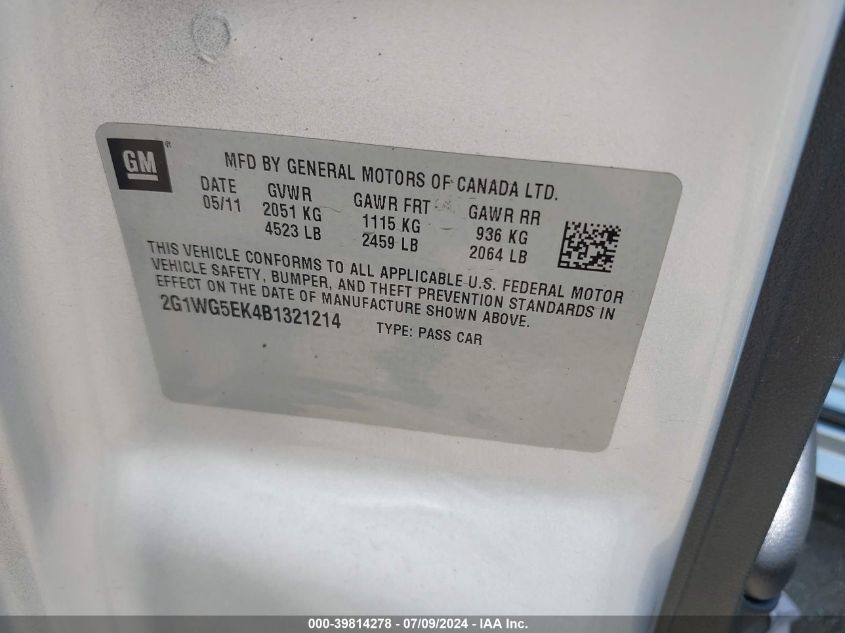 GM ®
MFD BY GENERAL MOTORS OF CANADA LTD.
DATE GVWR GAWR FRT GAWR RR
05/11 2051 KG 1115 KG 936 KG
4523 LB 2459 LB 2064 LB
THIS VEHICLE CONFORMS TO ALL APPLICABLE U.S. FEDERAL MOTOR
VEHICLE SAFETY, BUMPER, AND THEFT PREVENTION STANDARDS IN
EFFECT ON THE DATE OF MANUFACTURE SHOWN ABOVE.
2G1WG5EK4B1321214 TYPE: PASS CAR
000-39814278 - 07/09/2024 - IAA Inc.